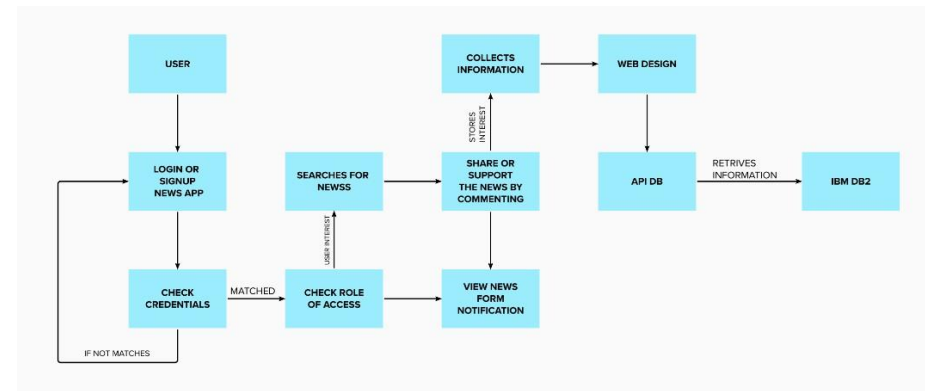 USER
COLLECTS
INFORMATION
WEB DESIGN
STORES
INTEREST
LOGIN OR
SIGNUP
NEWS APP
SEARCHES FOR
NEWSS
SHARE OR
SUPPORT
THE NEWS BY
COMMENTING
API DB
RETRIVES
INFORMATION
IBM DB2
USER INTEREST
CHECK
CREDENTIALS
MATCHED
CHECK ROLE
OF ACCESS
VIEW NEWS
FORM
NOTIFICATION
IF NOT MATCHES